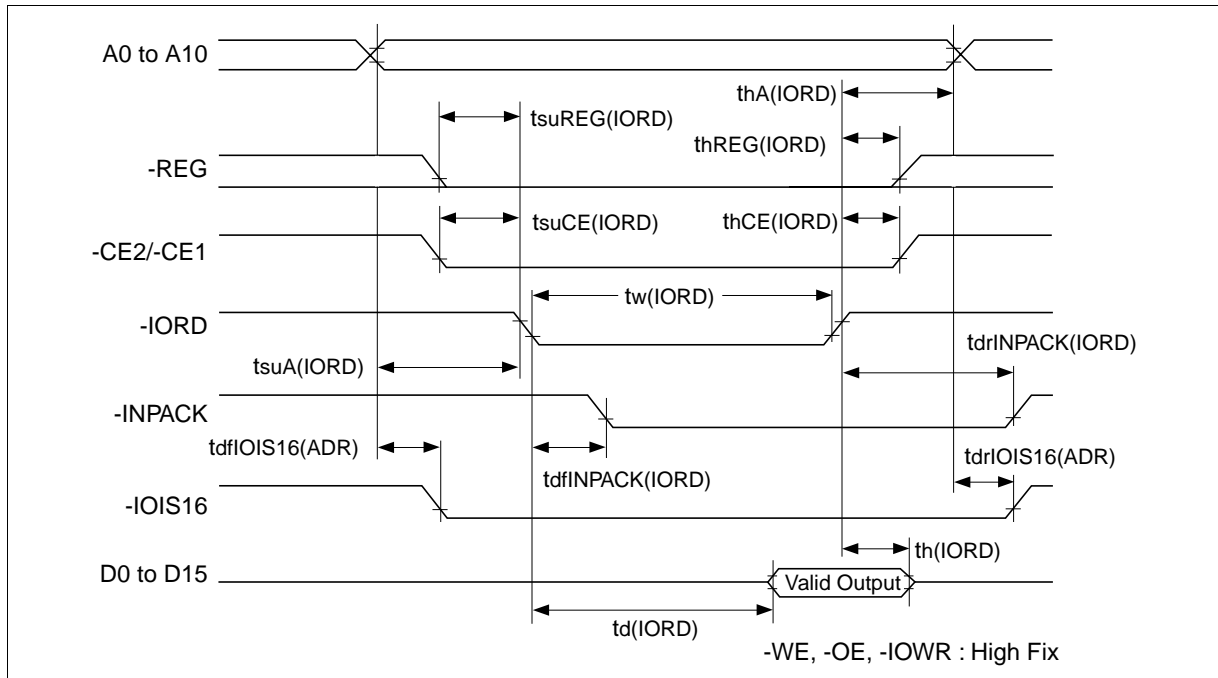 A0 to A10
thA(IORD)
tsuREG(IORD)
thREG(IORD)
-REG
tsuCE(IORD)
thCE(IORD)
-CE2/-CE1
tw(IORD)
-IORD
tdrINPACK(IORD)
tsuA(IORD)
-INPACK
tdfIOIS16(ADR)
tdrIOIS16(ADR)
tdfINPACK(IORD)
-IOIS16
th(IORD)
D0 to D15
Valid Output
td(IORD)
-WE, -OE, -IOWR : High Fix